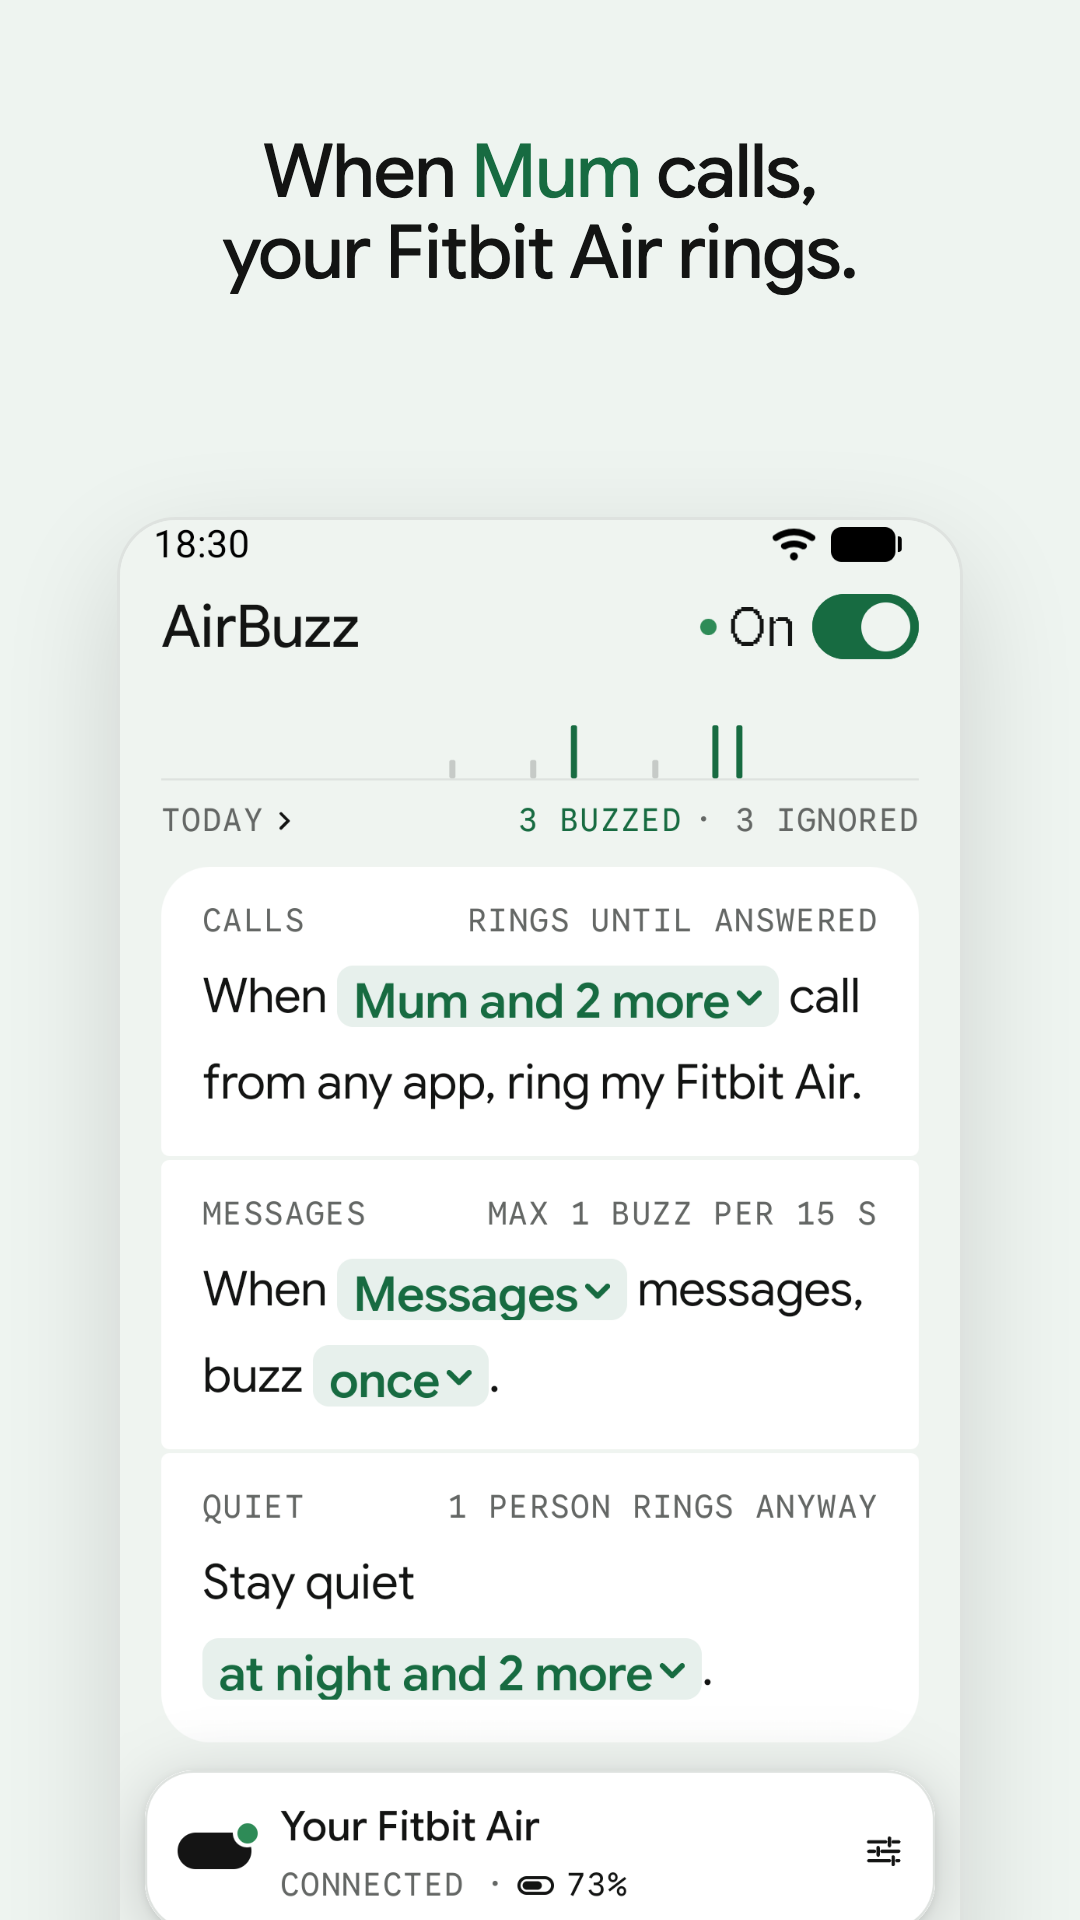 When Mum calls,
your Fitbit Air rings.
18:30
AirBuzz
On
TODAY
3 BUZZED · 3 IGNORED
CALLS
RINGS UNTIL ANSWERED
When Mum and 2 more call
from any app, ring my Fitbit Air.
MESSAGES
MAX 1 BUZZ PER 15 S
When Messages messages,
buzz once.
QUIET
1 PERSON RINGS ANYWAY
Stay quiet
at night and 2 more.
Your Fitbit Air
CONNECTED · 73%